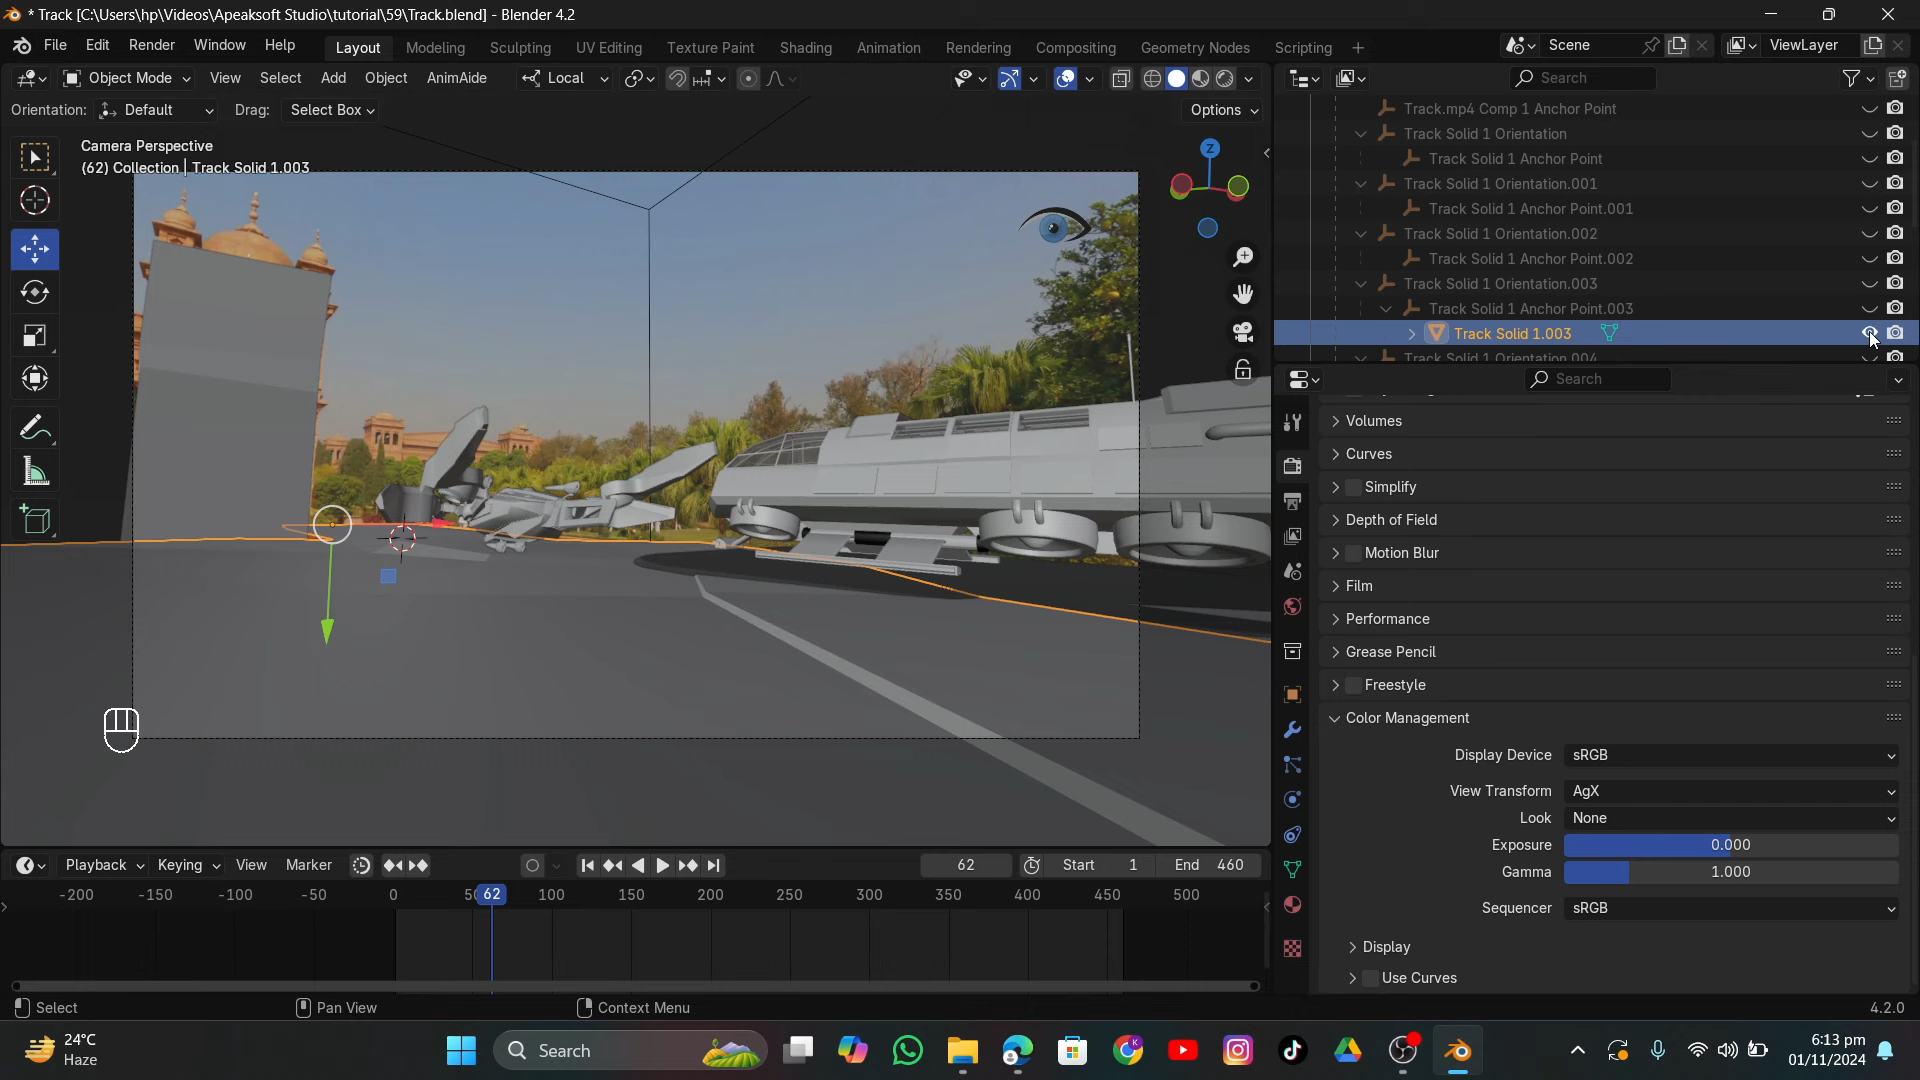 * Track [C:\Users\hp\Videos\Apeaksoft Studio\tutorial\59\Track.blend] - Blender 4.2
File Edit Render Window Help Layout Modeling Sculpting UV Editing Texture Paint Shading Animation Rendering Compositing Geometry Nodes Scripting + Scene ViewLayer
Object Mode View Select Add Object AnimAide Local Search
Orientation: Default Drag: Select Box Options
Camera Perspective
(62) Collection | Track Solid 1.003
Z
Track.mp4 Comp 1 Anchor Point
Track Solid 1 Orientation
Track Solid 1 Anchor Point
Track Solid 1 Orientation.001
Track Solid 1 Anchor Point.001
Track Solid 1 Orientation.002
Track Solid 1 Anchor Point.002
Track Solid 1 Orientation.003
Track Solid 1 Anchor Point.003
Track Solid 1.003
Track Solid 1 Orientation.004
Search
Volumes
Curves
Simplify
Depth of Field
Motion Blur
Film
Performance
Grease Pencil
Freestyle
Color Management
Display Device sRGB
View Transform AgX
Look None
Exposure 0.000
Gamma 1.000
Sequencer sRGB
Display
Use Curves
Playback Keying View Marker 62 Start 1 End 460
-200 -150 -100 -50 0 62 100 150 200 250 300 350 400 450 500
Select Pan View Context Menu 4.2.0
24°C
Haze
Search
6:13 pm
01/11/2024